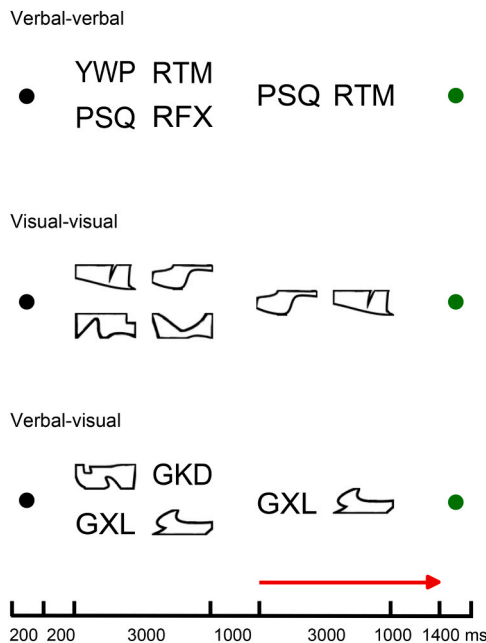 Verbal-verbal
YWP RTM
PSQ RFX
PSQ RTM
Visual-visual
Verbal-visual
GKD
GXL
GXL
200 200 3000 1000 3000 1000 1400 ms